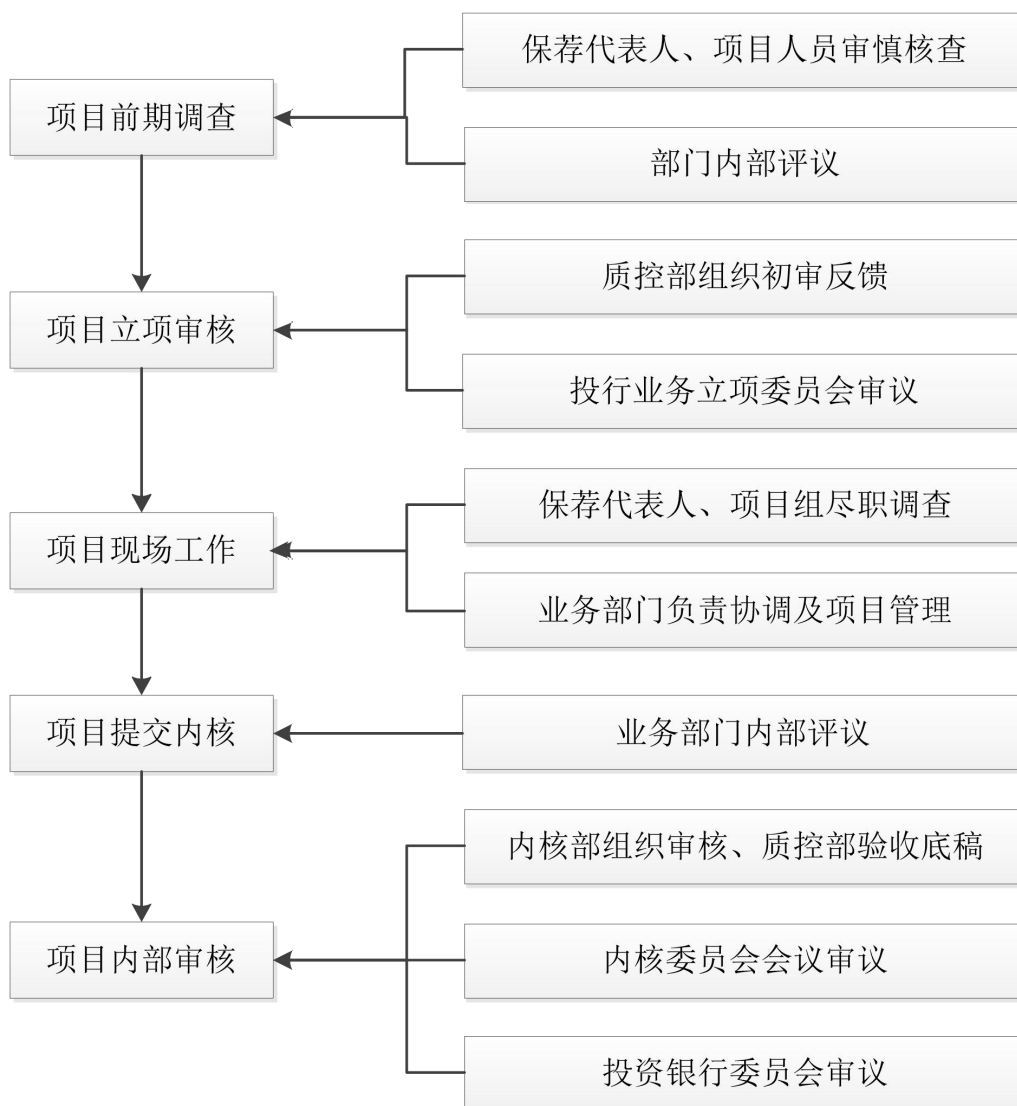 保荐代表人、项目人员审慎核查
项目前期调查
部门内部评议
质控部组织初审反馈
项目立项审核
投行业务立项委员会审议
保荐代表人、项目组尽职调查
项目现场工作
业务部门负责协调及项目管理
项目提交内核
业务部门内部评议
内核部组织审核、质控部验收底稿
项目内部审核
内核委员会会议审议
投资银行委员会审议